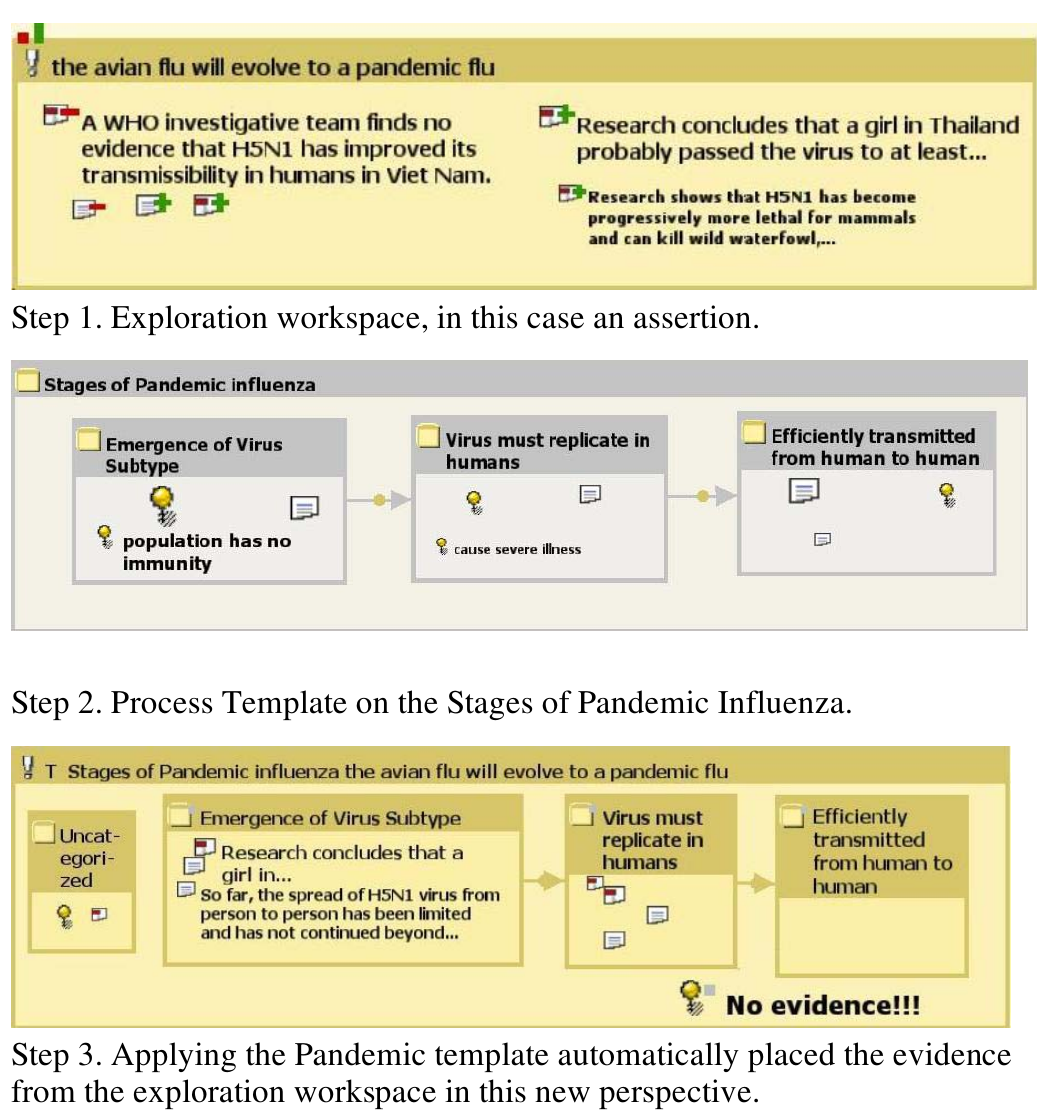 the avian flu will evolve to a pandemic flu
A WHO investigative team finds no
evidence that H5N1 has improved its
transmissibility in humans in Viet Nam.
Research concludes that a girl in Thailand
probably passed the virus to at least...
Research shows that H5N1 has become
progressively more lethal for mammals
and can kill wild waterfowl,...
Step 1. Exploration workspace, in this case an assertion.
Stages of Pandemic influenza
Emergence of Virus
Subtype
population has no
immunity
Virus must replicate in
humans
cause severe illness
Efficiently transmitted
from human to human
Step 2. Process Template on the Stages of Pandemic Influenza.
T Stages of Pandemic influenza the avian flu will evolve to a pandemic flu
Uncat-
egori-
zed
Emergence of Virus Subtype
Research concludes that a
girl in...
So far, the spread of H5N1 virus from
person to person has been limited
and has not continued beyond...
Virus must
replicate in
humans
Efficiently
transmitted
from human to
human
No evidence!!!
Step 3. Applying the Pandemic template automatically placed the evidence
from the exploration workspace in this new perspective.